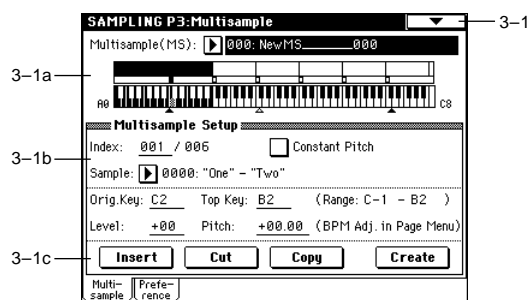 SAMPLING P3:Multisample
3-1
Multisample(MS): 000: NewMS______000
3-1a
A0 C8
Multisample Setup
3-1b
Index: 001 / 006 Constant Pitch
Sample: 0000: "One" - "Two"
Orig.Key: C2 Top Key: B2 (Range: C-1 - B2 )
Level: +00 Pitch: +00.00 (BPM Adj. in Page Menu)
3-1c
Insert Cut Copy Create
Multi- Prefe-
sample rence